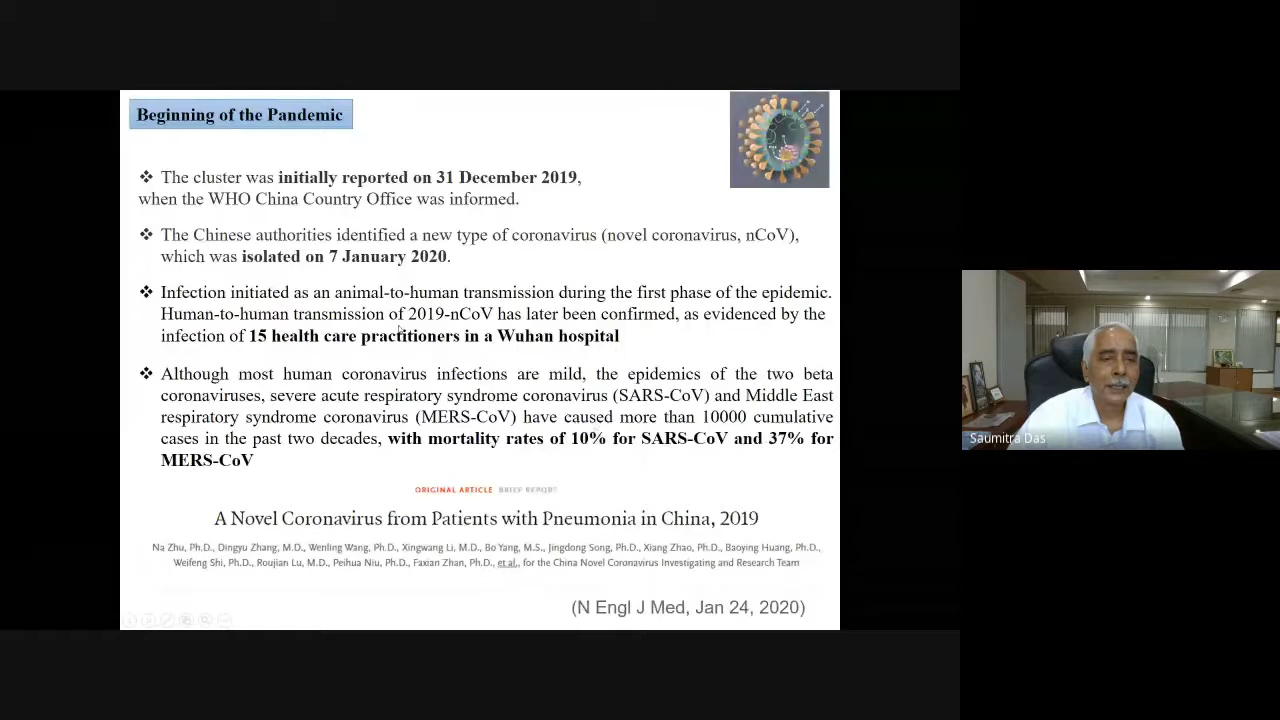 Beginning of the Pandemic
❖ The cluster was initially reported on 31 December 2019,
when the WHO China Country Office was informed.
❖ The Chinese authorities identified a new type of coronavirus (novel coronavirus, nCoV),
which was isolated on 7 January 2020.
❖ Infection initiated as an animal-to-human transmission during the first phase of the epidemic.
Human-to-human transmission of 2019-nCoV has later been confirmed, as evidenced by the
infection of 15 health care practitioners in a Wuhan hospital
❖ Although most human coronavirus infections are mild, the epidemics of the two beta
coronaviruses, severe acute respiratory syndrome coronavirus (SARS-CoV) and Middle East
respiratory syndrome coronavirus (MERS-CoV) have caused more than 10000 cumulative
cases in the past two decades, with mortality rates of 10% for SARS-CoV and 37% for
MERS-CoV
ORIGINAL ARTICLE BRIEF REPORT
A Novel Coronavirus from Patients with Pneumonia in China, 2019
Na Zhu, Ph.D., Dingyu Zhang, M.D., Wenling Wang, Ph.D., Xingwang Li, M.D., Bo Yang, M.S., Jingdong Song, Ph.D., Xiang Zhao, Ph.D., Baoying Huang, Ph.D.,
Weifeng Shi, Ph.D., Roujian Lu, M.D., Peihua Niu, Ph.D., Faxian Zhan, Ph.D., et al., for the China Novel Coronavirus Investigating and Research Team
(N Engl J Med, Jan 24, 2020)
Saumitra Das